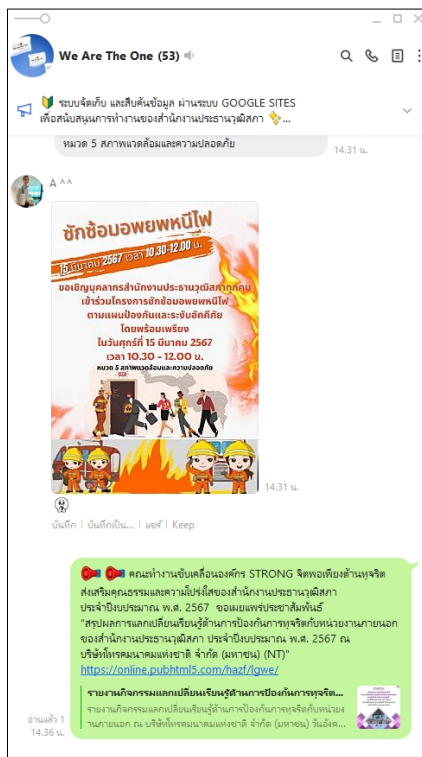 We Are The One (53)
ระบบจัดเก็บ และสืบค้นข้อมูล ผ่านระบบ GOOGLE SITES
เพื่อสนับสนุนการทำงานของสำนักงานประธานวุฒิสภา ✨...
หมวด 5 สภาพแวดล้อมและความปลอดภัย
14.31 น.
A ^^
ซักซ้อมอพยพหนีไฟ
15 มีนาคม 2567 เวลา 10.30-12.00 น.
ขอเชิญบุคลากรสำนักงานประธานวุฒิสภาทุกคน
เข้าร่วมโครงการซักซ้อมอพยพหนีไฟ
ตามแผนป้องกันและระงับอัคคีภัย
โดยพร้อมเพรียง
ในวันศุกร์ที่ 15 มีนาคม 2567
เวลา 10.30 - 12.00 น.
หมวด 5 สภาพแวดล้อมและความปลอดภัย
14.31 น.
บันทึก | บันทึกเป็น... | แชร์ | Keep
คณะทำงานขับเคลื่อนองค์กร STRONG จิตพอเพียงต้านทุจริต
ส่งเสริมคุณธรรมและความโปร่งใสของสำนักงานประธานวุฒิสภา
ประจำปีงบประมาณ พ.ศ. 2567 ขอเผยแพร่ประชาสัมพันธ์
"สรุปผลการแลกเปลี่ยนเรียนรู้ด้านการป้องกันการทุจริตกับหน่วยงานภายนอก
ของสำนักงานประธานวุฒิสภา ประจำปีงบประมาณ พ.ศ. 2567 ณ
บริษัทโทรคมนาคมแห่งชาติ จำกัด (มหาชน) (NT)"
https://online.pubhtml5.com/hazf/lgwe/
รายงานกิจกรรมแลกเปลี่ยนเรียนรู้ด้านการป้องกันการทุจริต...
รายงานกิจกรรมแลกเปลี่ยนเรียนรู้ด้านการป้องกันการทุจริตกับหน่วยง
านภายนอก ณ บริษัทโทรคมนาคมแห่งชาติ จำกัด (มหาชน) วันอังค...
อ่านแล้ว 1
14.36 น.